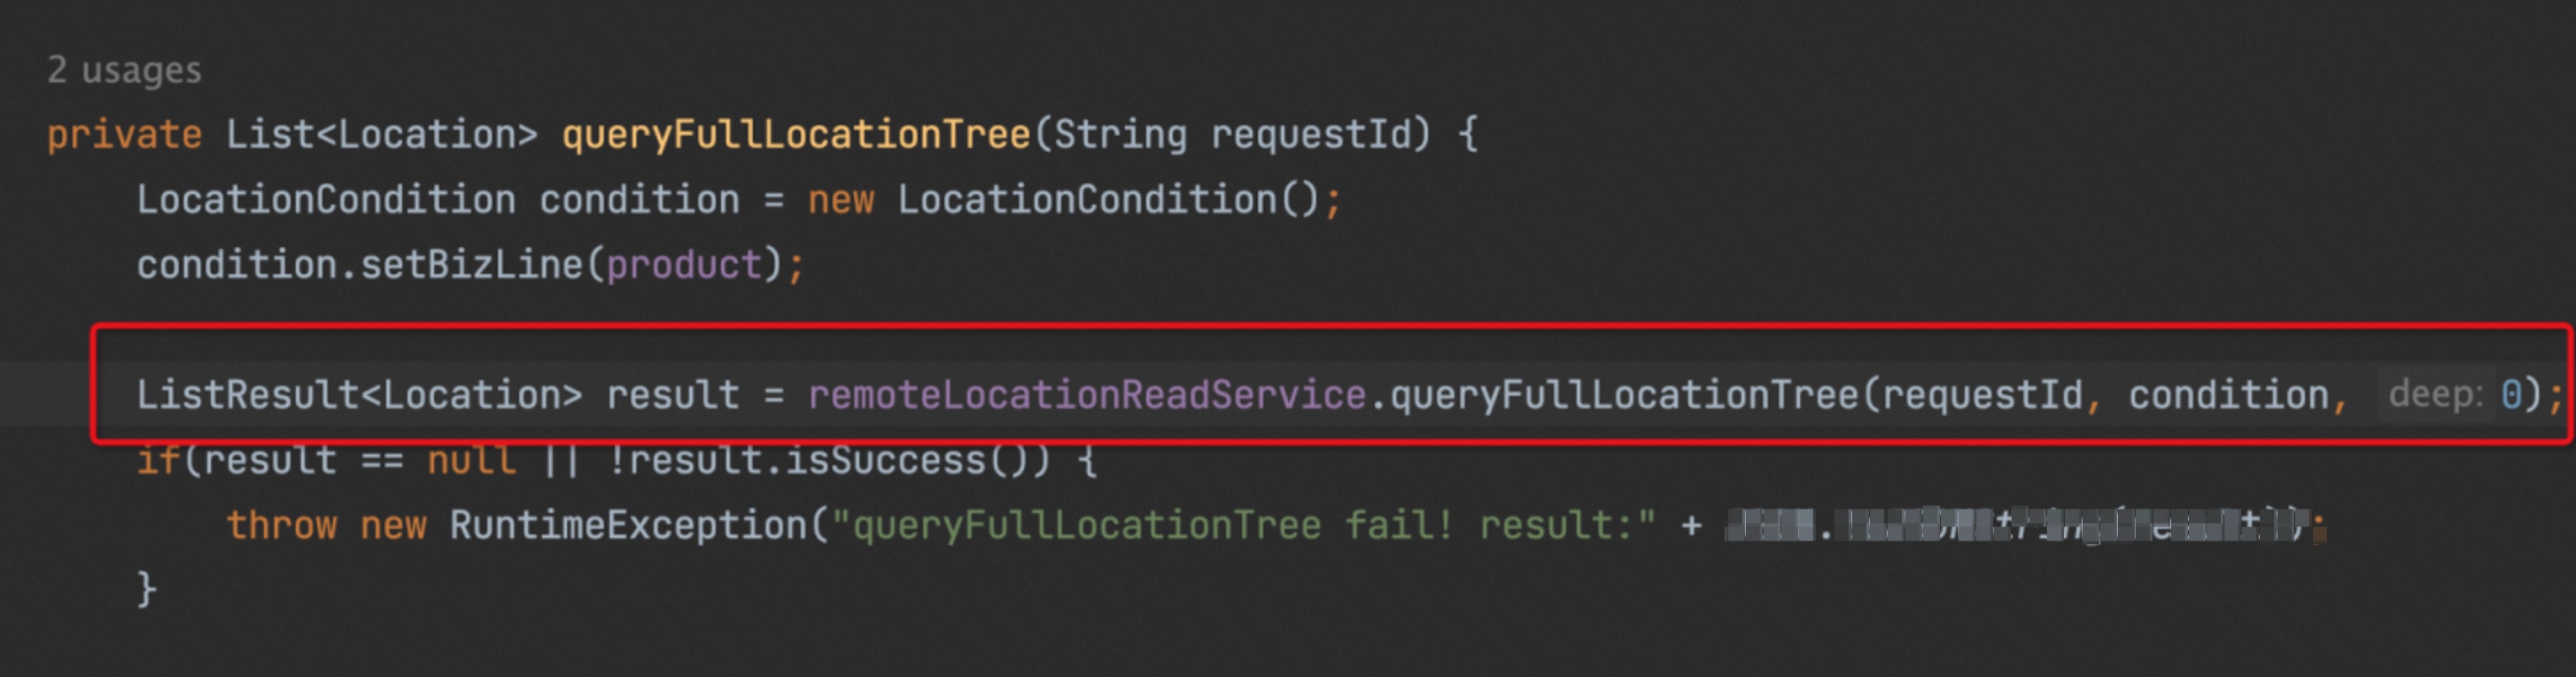 2 usages
private List<Location> queryFullLocationTree(String requestId) {
LocationCondition condition = new LocationCondition();
condition.setBizLine(product);
ListResult<Location> result = remoteLocationReadService.queryFullLocationTree(requestId, condition, deep: 0);
if(result == null || !result.isSuccess()) {
throw new RuntimeException("queryFullLocationTree fail! result:" +
}